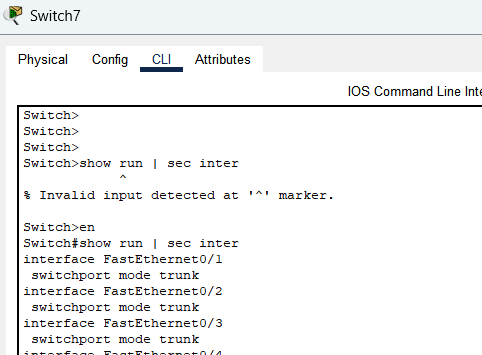 Switch7
Physical Config CLI Attributes
IOS Command Line Inte
Switch>
Switch>
Switch>
Switch>show run | sec inter
^
% Invalid input detected at '^' marker.
Switch>en
Switch#show run | sec inter
interface FastEthernet0/1
switchport mode trunk
interface FastEthernet0/2
switchport mode trunk
interface FastEthernet0/3
switchport mode trunk
interface FastEthernet0/4